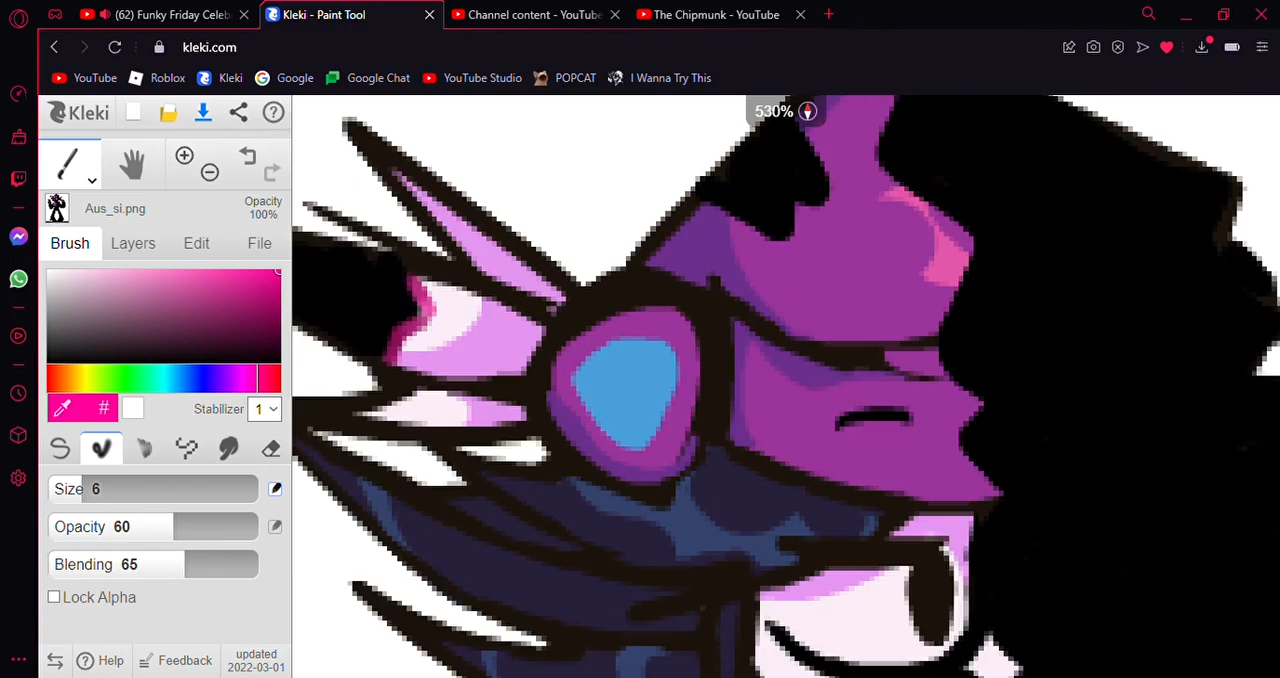 (62) Funky Friday Celeb
Kleki - Paint Tool
Channel content - YouTube
The Chipmunk - YouTube
kleki.com
YouTube
Roblox
Kleki
Google
Google Chat
YouTube Studio
POPCAT
I Wanna Try This
Kleki
530%
Aus_si.png
Opacity
100%
Brush
Layers
Edit
File
#
Stabilizer
1
Size 6
Opacity 60
Blending 65
Lock Alpha
Help
Feedback
updated
2022-03-01